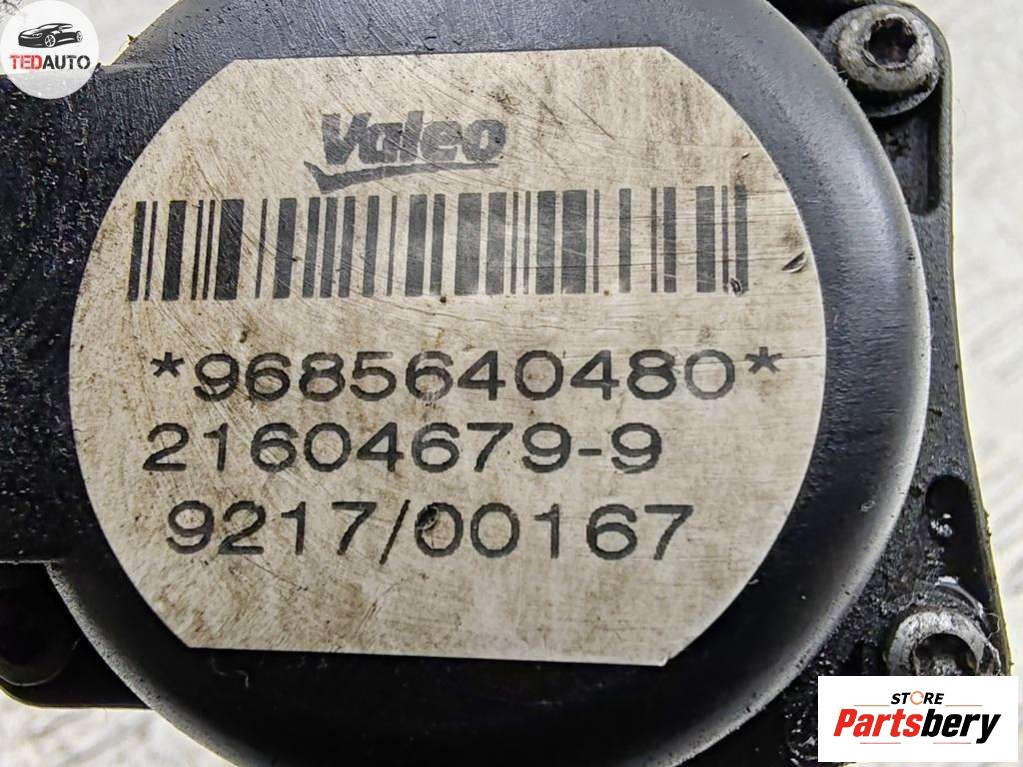 TEDAUTO
Valeo
*9685640480*
21604679-9
9217/00167
STORE
Partsbery